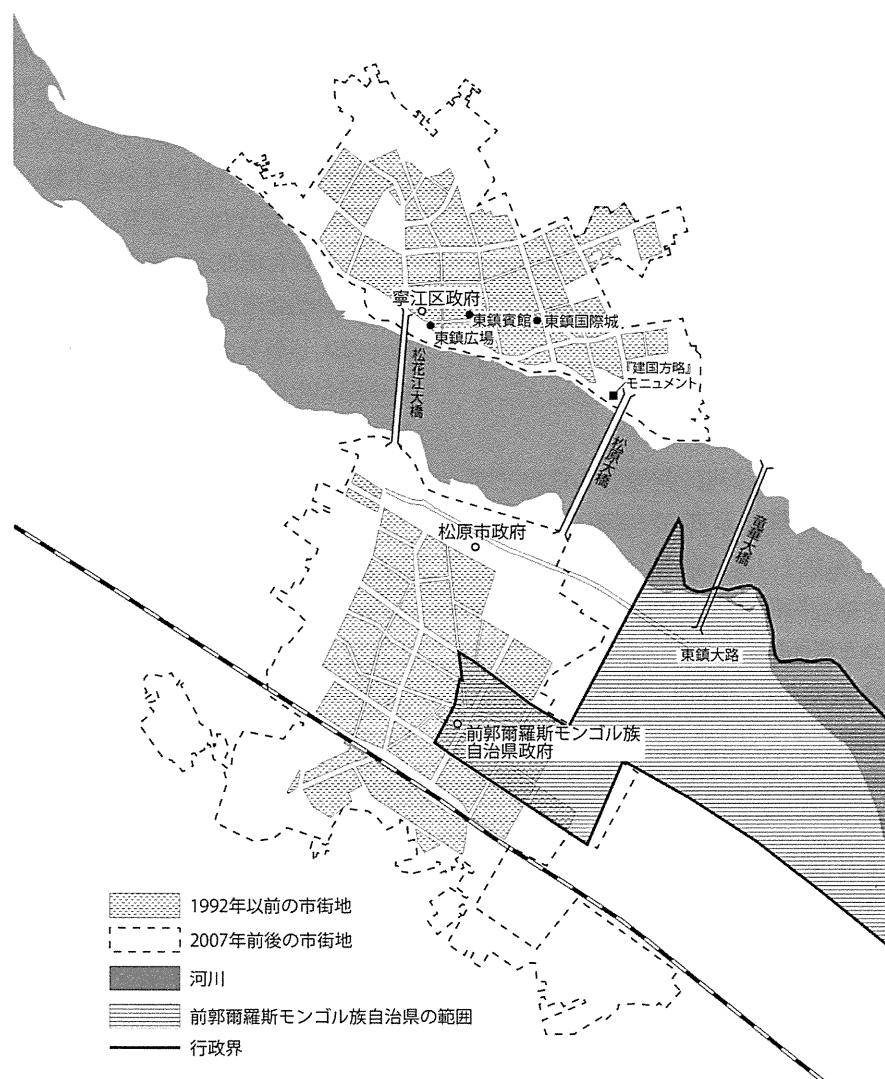 寧江区政府
東鎮賓館
東鎮国際城
東鎮広場
松花江大橋
『建国方略』
モニュメント
松原大橋
竜華大橋
松原市政府
東鎮大路
前郭爾羅斯モンゴル族
自治県政府
1992年以前の市街地
2007年前後の市街地
河川
前郭爾羅斯モンゴル族自治県の範囲
行政界